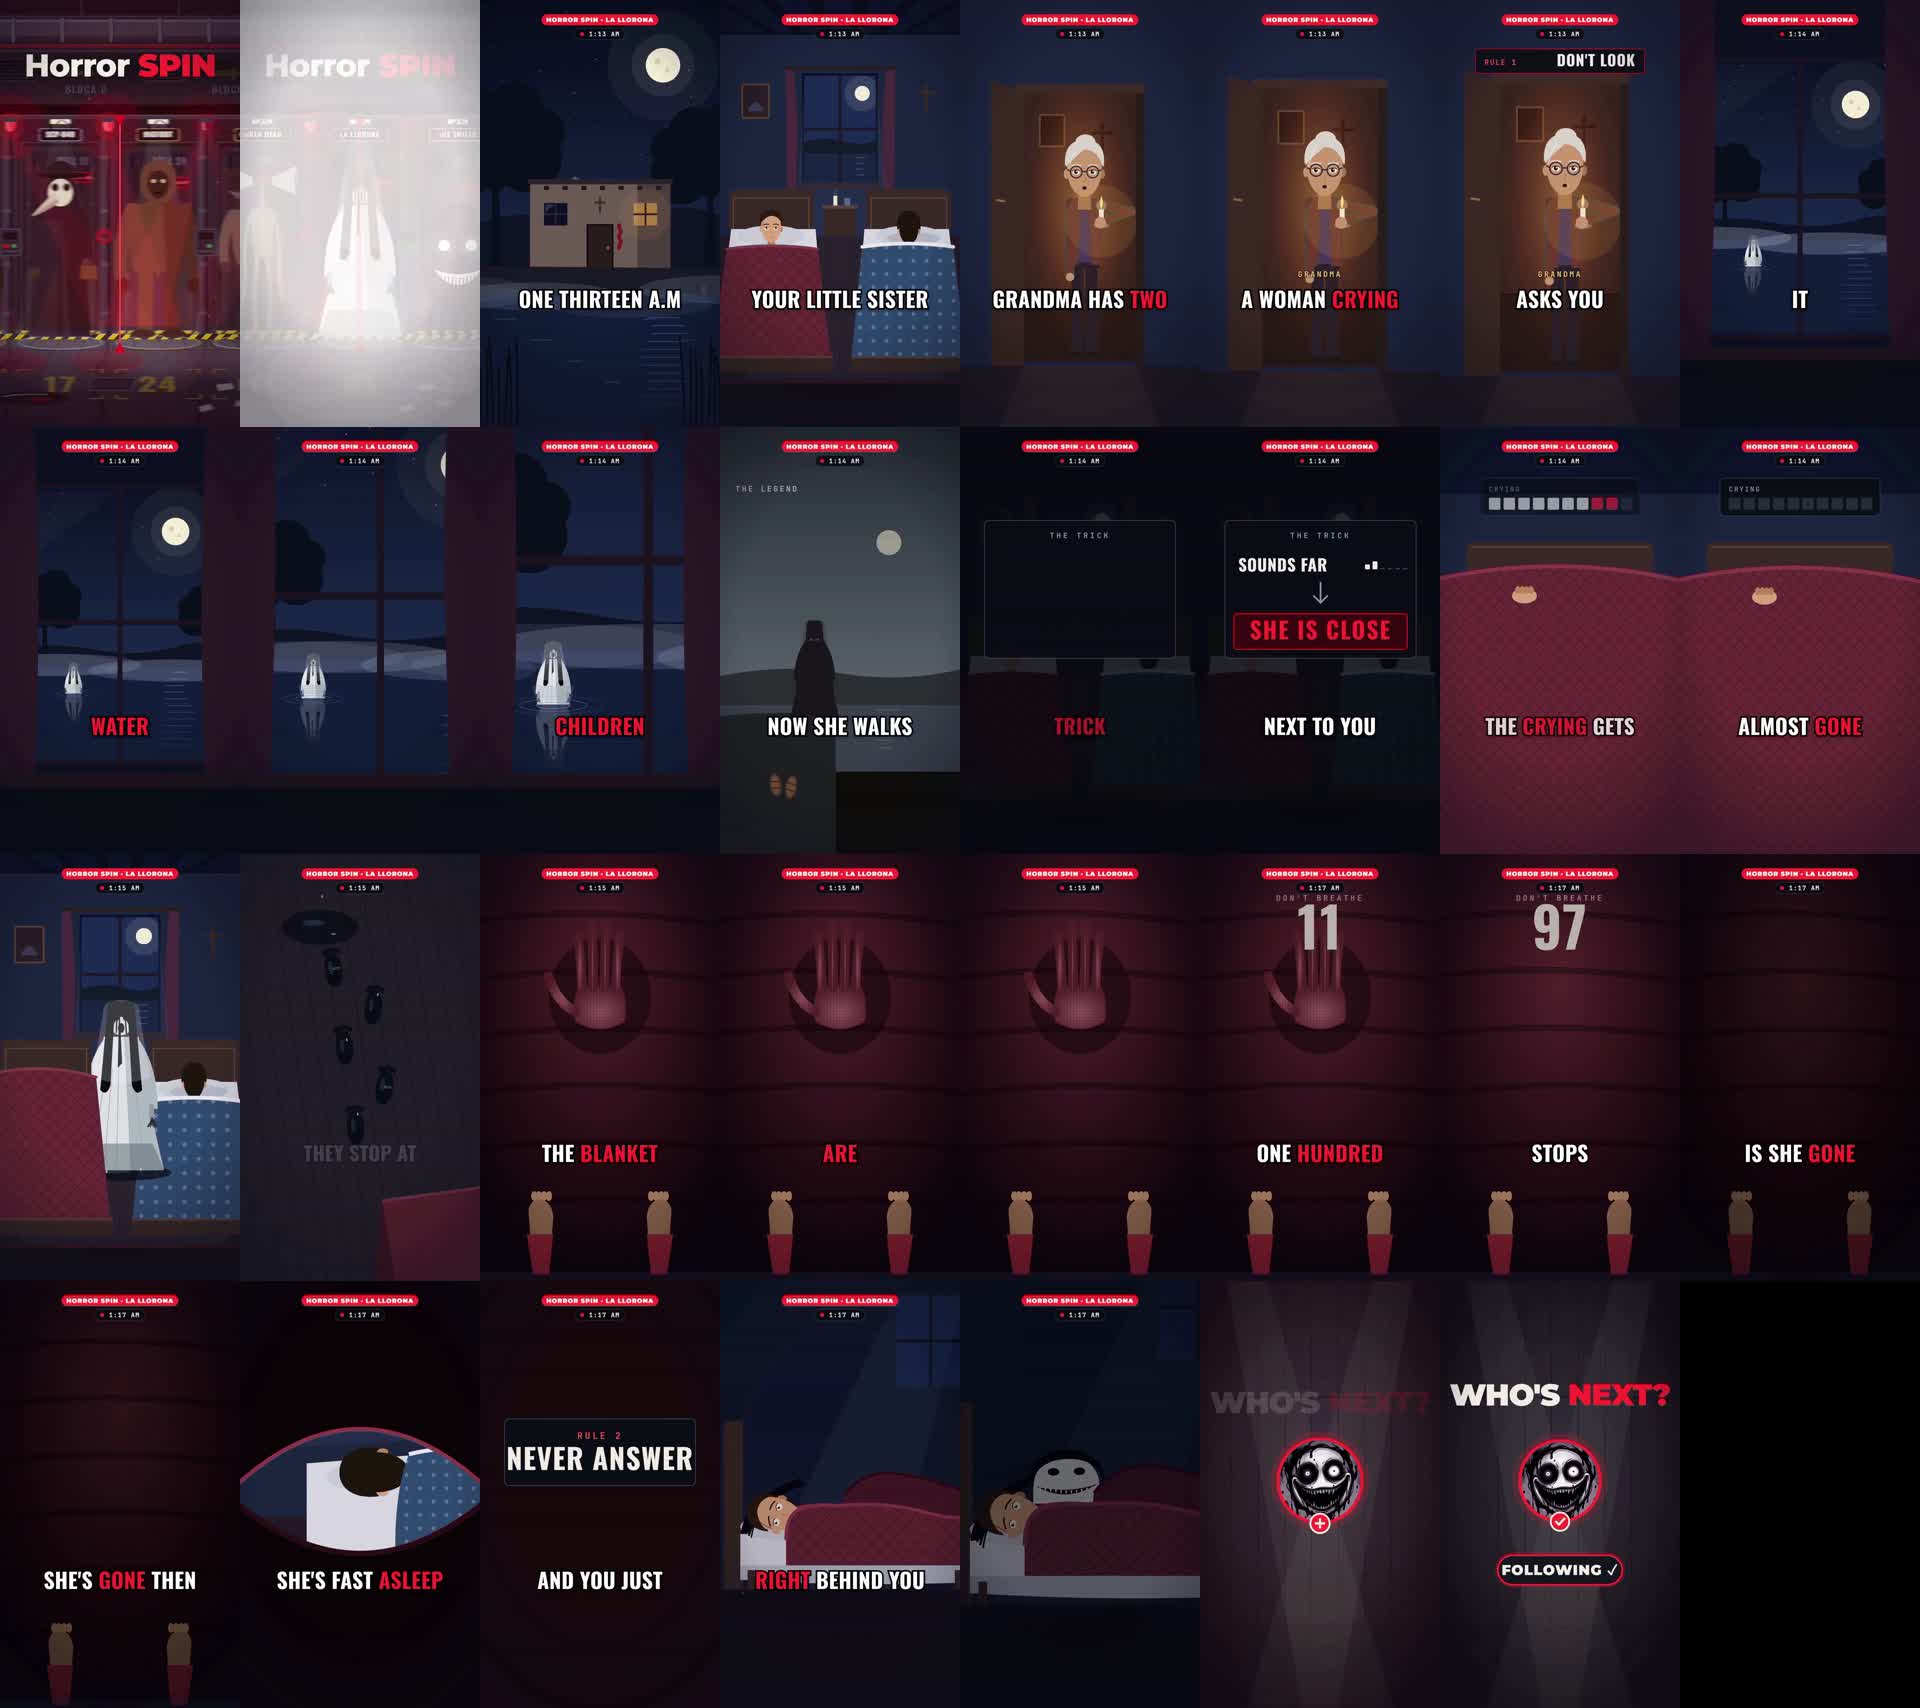 Horror SPIN
BLOCA D
BLOCA
17
24
Horror SPIN
LA LLORONA
HORROR SPIN · LA LLORONA
1:13 AM
ONE THIRTEEN A.M
HORROR SPIN · LA LLORONA
1:13 AM
YOUR LITTLE SISTER
HORROR SPIN · LA LLORONA
1:13 AM
GRANDMA HAS TWO
HORROR SPIN · LA LLORONA
1:13 AM
GRANDMA
A WOMAN CRYING
HORROR SPIN · LA LLORONA
1:13 AM
RULE 1
DON'T LOOK
GRANDMA
ASKS YOU
HORROR SPIN · LA LLORONA
1:14 AM
IT
HORROR SPIN · LA LLORONA
1:14 AM
WATER
HORROR SPIN · LA LLORONA
1:14 AM
HORROR SPIN · LA LLORONA
1:14 AM
CHILDREN
HORROR SPIN · LA LLORONA
1:14 AM
THE LEGEND
NOW SHE WALKS
HORROR SPIN · LA LLORONA
1:14 AM
THE TRICK
TRICK
HORROR SPIN · LA LLORONA
1:14 AM
THE TRICK
SOUNDS FAR
SHE IS CLOSE
NEXT TO YOU
HORROR SPIN · LA LLORONA
1:14 AM
CRYING
THE CRYING GETS
HORROR SPIN · LA LLORONA
1:14 AM
CRYING
ALMOST GONE
HORROR SPIN · LA LLORONA
1:15 AM
HORROR SPIN · LA LLORONA
1:15 AM
THEY STOP AT
HORROR SPIN · LA LLORONA
1:15 AM
THE BLANKET
HORROR SPIN · LA LLORONA
1:15 AM
ARE
HORROR SPIN · LA LLORONA
1:15 AM
HORROR SPIN · LA LLORONA
1:17 AM
DON'T BREATHE
11
ONE HUNDRED
HORROR SPIN · LA LLORONA
1:17 AM
DON'T BREATHE
97
STOPS
HORROR SPIN · LA LLORONA
1:17 AM
IS SHE GONE
HORROR SPIN · LA LLORONA
1:17 AM
SHE'S GONE THEN
HORROR SPIN · LA LLORONA
1:17 AM
SHE'S FAST ASLEEP
HORROR SPIN · LA LLORONA
1:17 AM
RULE 2
NEVER ANSWER
AND YOU JUST
HORROR SPIN · LA LLORONA
1:17 AM
RIGHT BEHIND YOU
HORROR SPIN · LA LLORONA
1:17 AM
WHO'S NEXT?
WHO'S NEXT?
FOLLOWING ✓